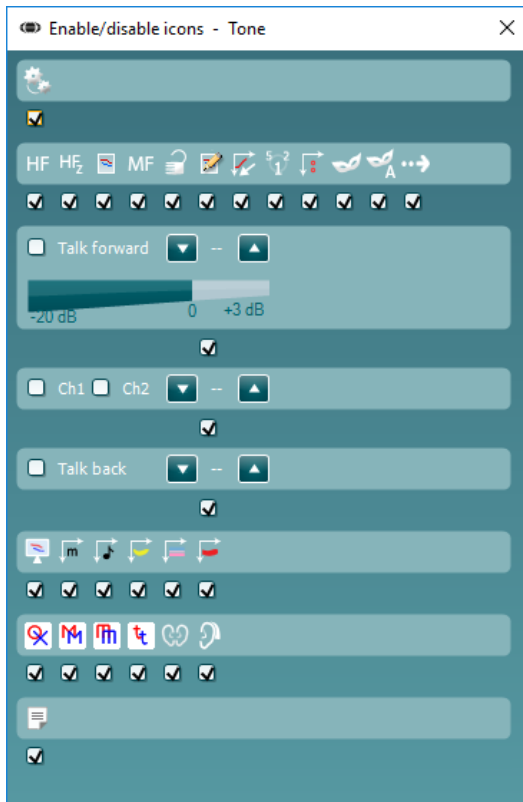 Enable/disable icons - Tone
HF HFz MF 5 2 1 A
Talk forward --
-20 dB 0 +3 dB
Ch1 Ch2 --
Talk back --
m
M M m m t t